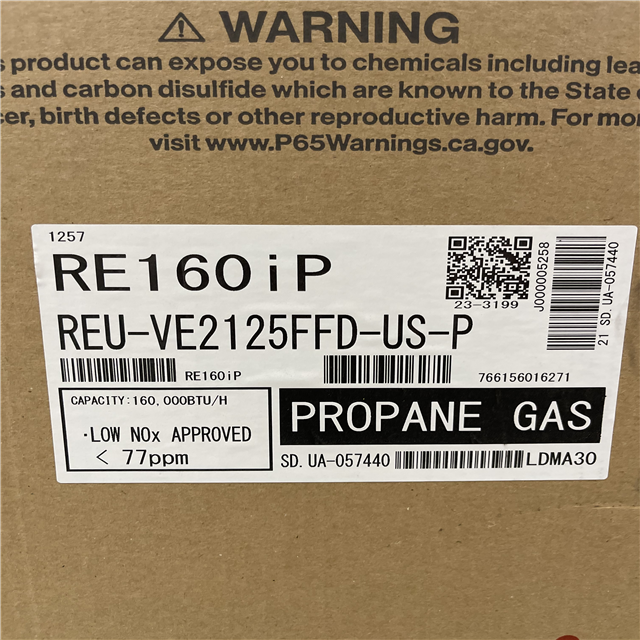 ⚠ WARNING
s product can expose you to chemicals including lea
s and carbon disulfide which are known to the State o
cer, birth defects or other reproductive harm. For mor
visit www.P65Warnings.ca.gov.
1257
RE160iP
23-3199
J000005258
21 SD.UA-057440
REU-VE2125FFD-US-P
RE160iP
766156016271
CAPACITY:160,000BTU/H
·LOW NOx APPROVED
< 77ppm
PROPANE GAS
SD.UA-057440
LDMA30